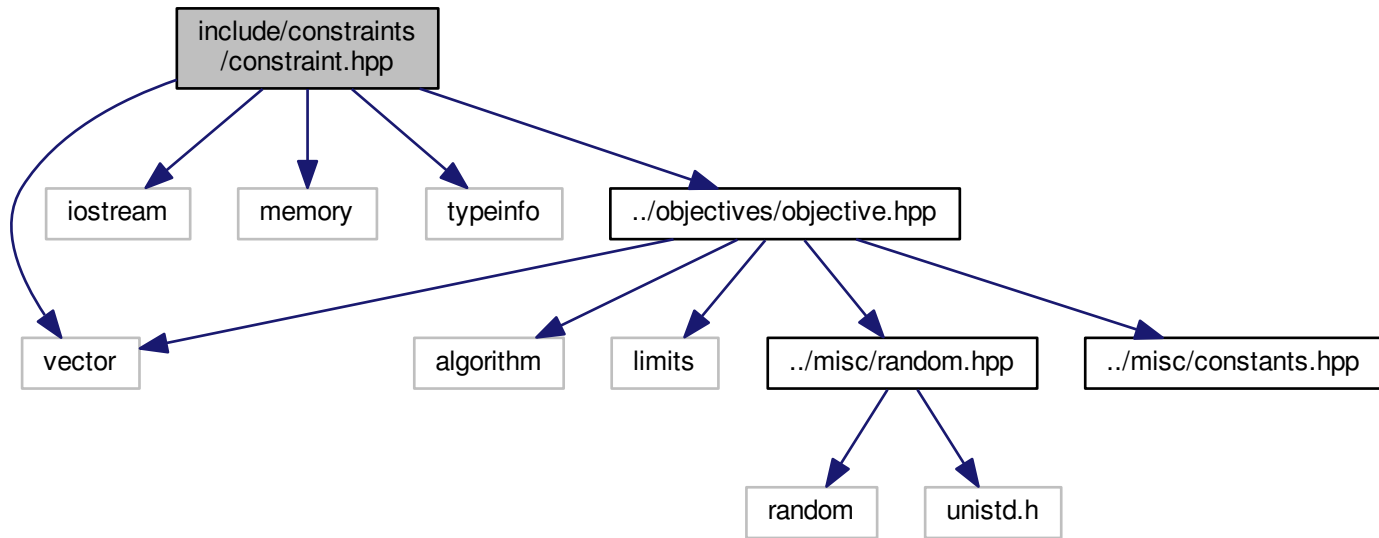 include/constraints
/constraint.hpp
iostream
memory
typeinfo
../objectives/objective.hpp
vector
algorithm
limits
../misc/random.hpp
../misc/constants.hpp
random
unistd.h